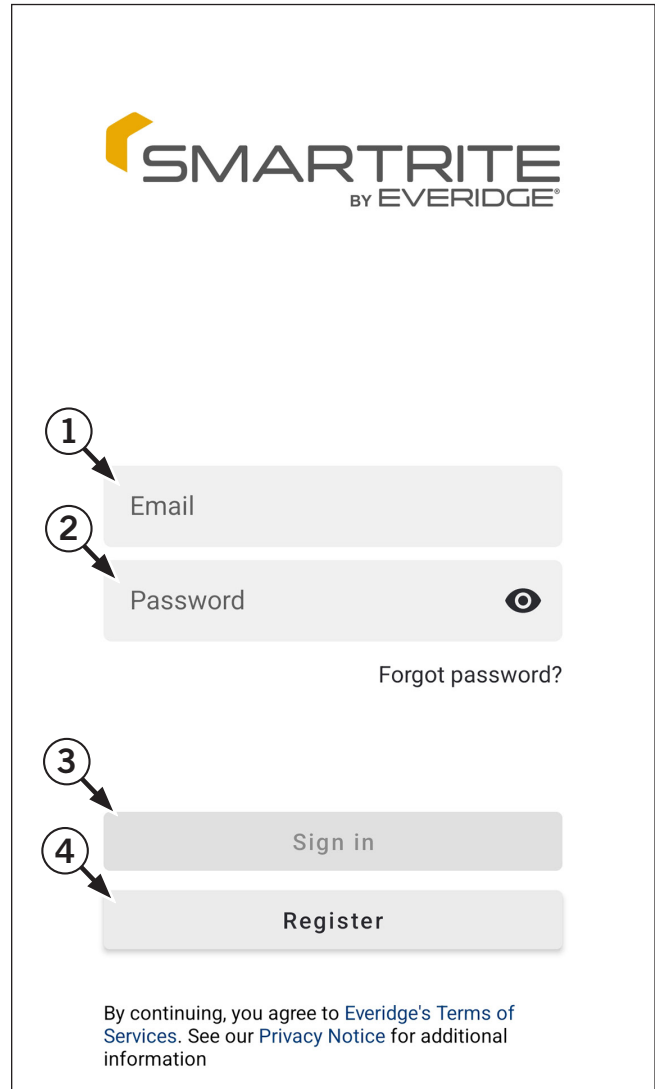 SMARTRITE
BY EVERIDGE®
1
Email
2
Password
Forgot password?
3
Sign in
4
Register
By continuing, you agree to Everidge's Terms of
Services. See our Privacy Notice for additional
information